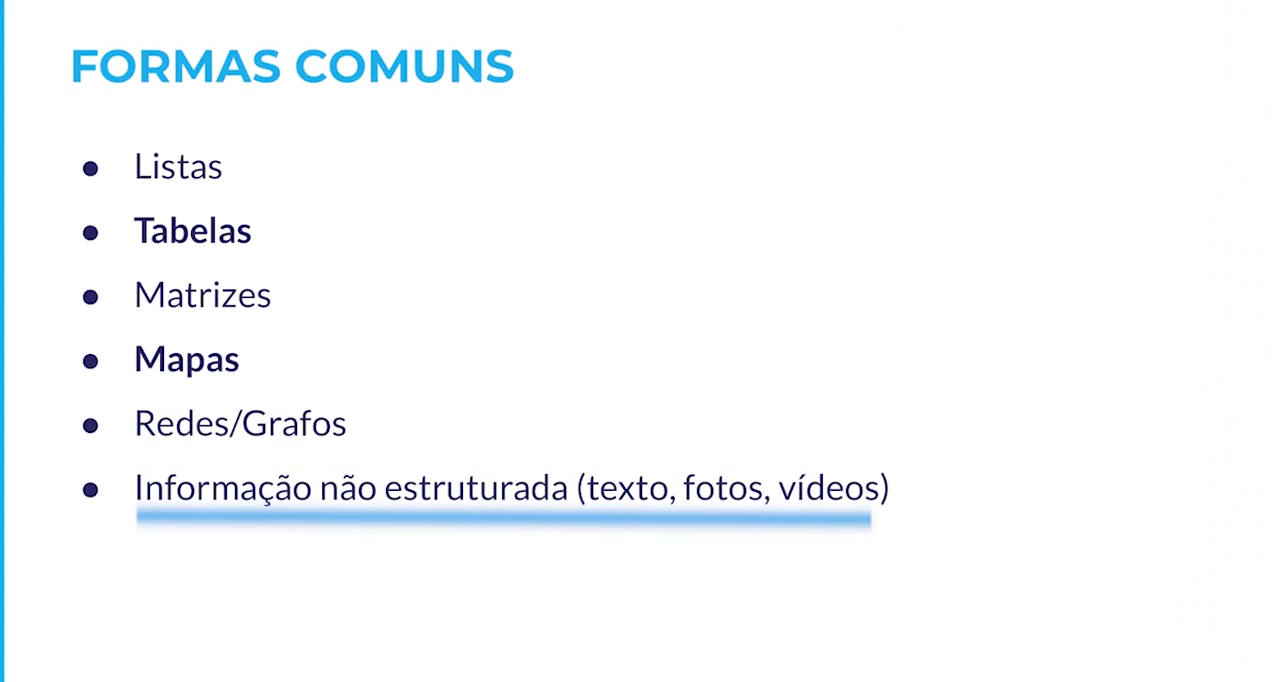 FORMAS COMUNS
● Listas
● Tabelas
● Matrizes
● Mapas
● Redes/Grafos
● Informação não estruturada (texto, fotos, vídeos)